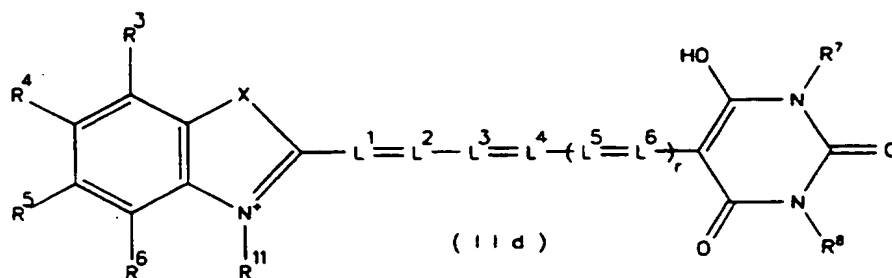 R³
HO R⁷
R⁴ X N
L¹=L²-L³=L⁴-(L⁵=L⁶-)r O
R⁵ N⁺ N
R⁶ R¹¹ O R⁸
(IId)